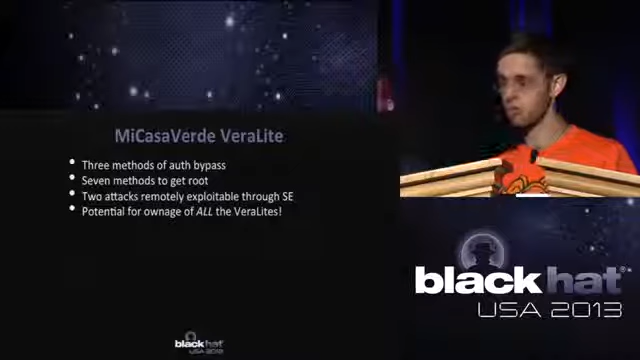 MiCasaVerde VeraLite
• Three methods of auth bypass
• Seven methods to get root
• Two attacks remotely exploitable through SE
• Potential for ownage of ALL the VeraLites!
black hat®
USA 2013
black hat®
USA 2013